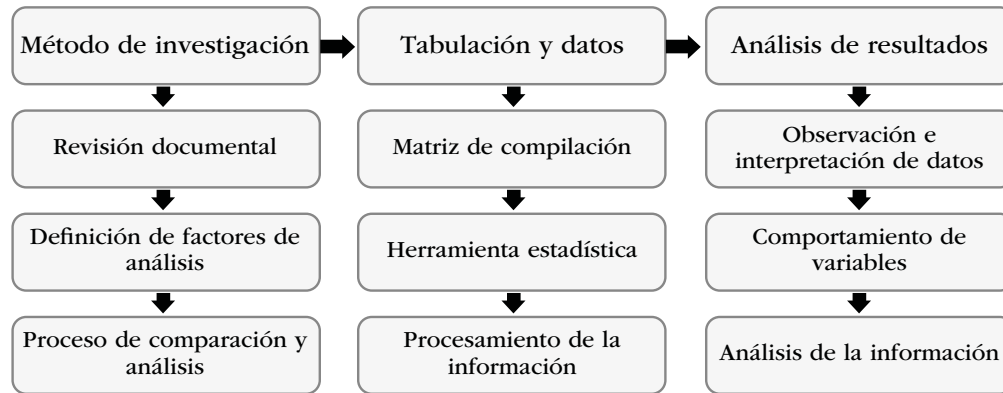 Método de investigación
Tabulación y datos
Análisis de resultados
Revisión documental
Matriz de compilación
Observación e
interpretación de datos
Definición de factores de
análisis
Herramienta estadística
Comportamiento de
variables
Proceso de comparación y
análisis
Procesamiento de la
información
Análisis de la información